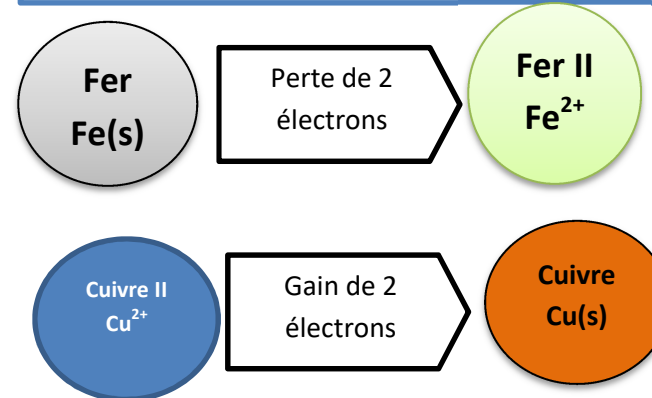 Fer
Fe(s)
Perte de 2
électrons
Fer II
Fe²⁺
Cuivre II
Cu²⁺
Gain de 2
électrons
Cuivre
Cu(s)